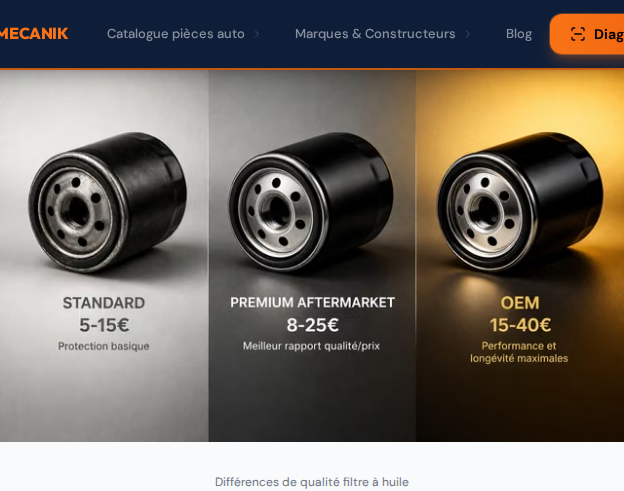 MECANIK
Catalogue pièces auto
Marques & Constructeurs
Blog
Diag
STANDARD
5-15€
Protection basique
PREMIUM AFTERMARKET
8-25€
Meilleur rapport qualité/prix
OEM
15-40€
Performance et
longévité maximales
Différences de qualité filtre à huile